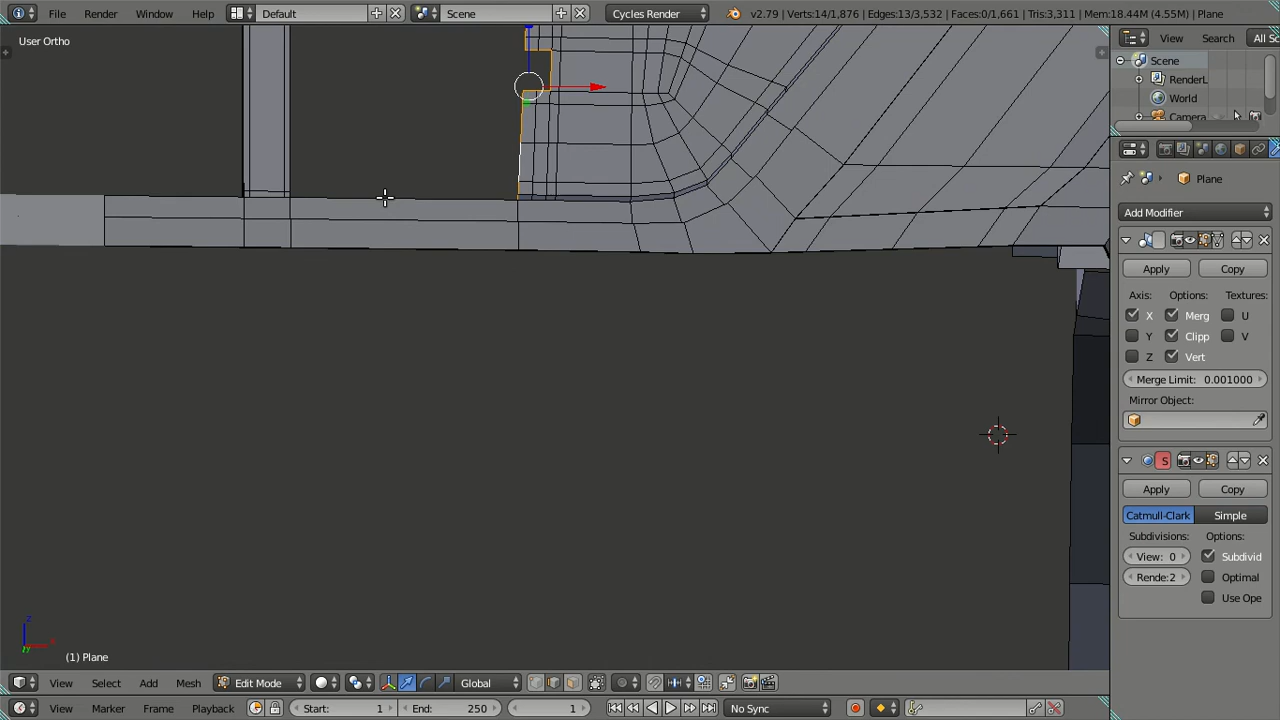 File Render Window Help Default Scene Cycles Render v2.79 | Verts:14/1,876 | Edges:13/3,532 | Faces:0/1,661 | Tris:3,311 | Mem:18.44M (4.55M) | Plane
User Ortho
View Search All Sc
Scene
RenderL
World
Camera
Plane
Add Modifier
Apply Copy
Axis: Options: Textures:
X Merg U
Y Clipp V
Z Vert
Merge Limit: 0.001000
Mirror Object:
S
Apply Copy
Catmull-Clark Simple
Subdivisions: Options:
View: 0 Subdivid
Rende:2 Optimal
Use Ope
z
x
y
(1) Plane
View Select Add Mesh Edit Mode Global
View Marker Frame Playback Start: 1 End: 250 1 No Sync